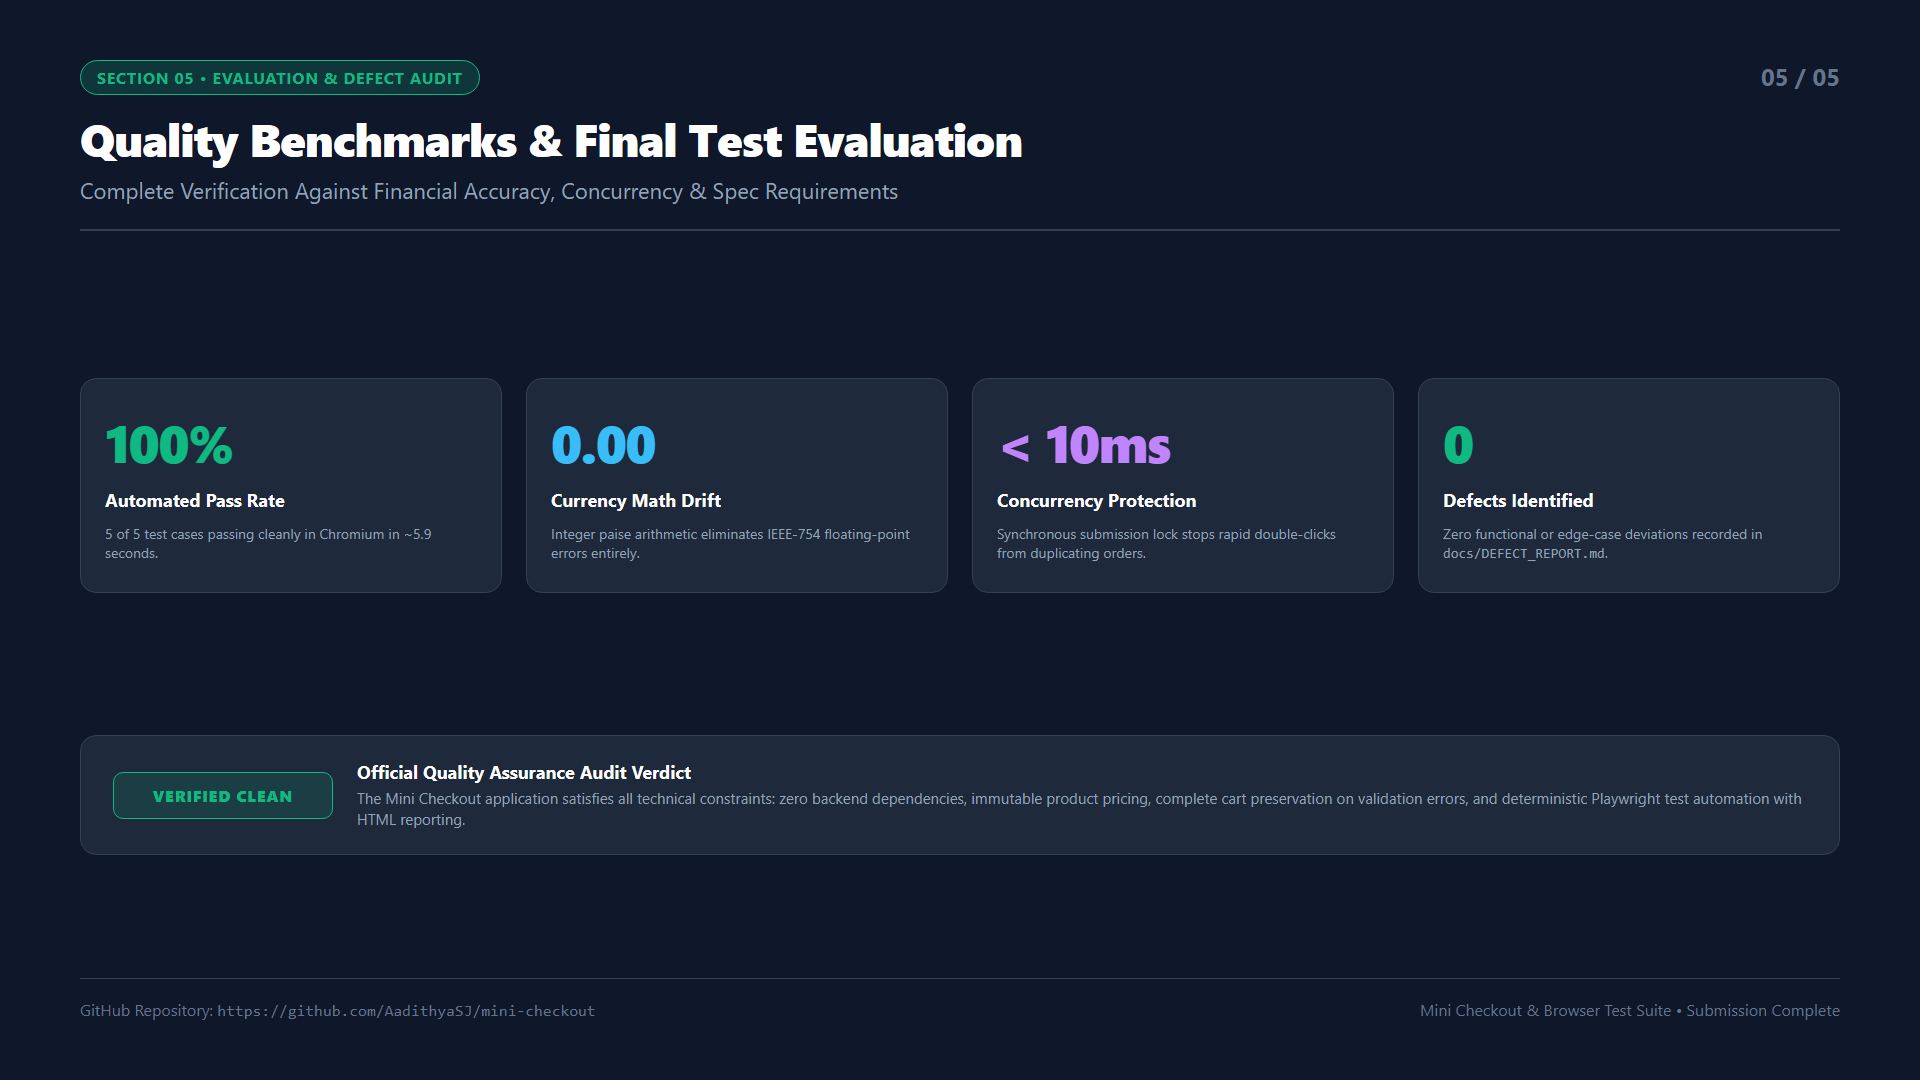 SECTION 05 • EVALUATION & DEFECT AUDIT
05 / 05
Quality Benchmarks & Final Test Evaluation
Complete Verification Against Financial Accuracy, Concurrency & Spec Requirements
100%
Automated Pass Rate
5 of 5 test cases passing cleanly in Chromium in ~5.9
seconds.
0.00
Currency Math Drift
Integer paise arithmetic eliminates IEEE-754 floating-point
errors entirely.
< 10ms
Concurrency Protection
Synchronous submission lock stops rapid double-clicks
from duplicating orders.
0
Defects Identified
Zero functional or edge-case deviations recorded in
docs/DEFECT_REPORT.md.
VERIFIED CLEAN
Official Quality Assurance Audit Verdict
The Mini Checkout application satisfies all technical constraints: zero backend dependencies, immutable product pricing, complete cart preservation on validation errors, and deterministic Playwright test automation with
HTML reporting.
GitHub Repository: https://github.com/AadithyaSJ/mini-checkout
Mini Checkout & Browser Test Suite • Submission Complete